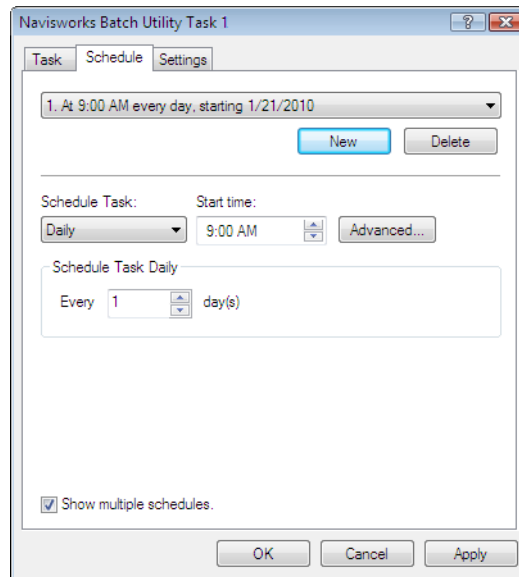 Navisworks Batch Utility Task 1
Task Schedule Settings
1. At 9:00 AM every day, starting 1/21/2010
New Delete
Schedule Task: Start time:
Daily 9:00 AM Advanced...
Schedule Task Daily
Every 1 day(s)
Show multiple schedules.
OK Cancel Apply